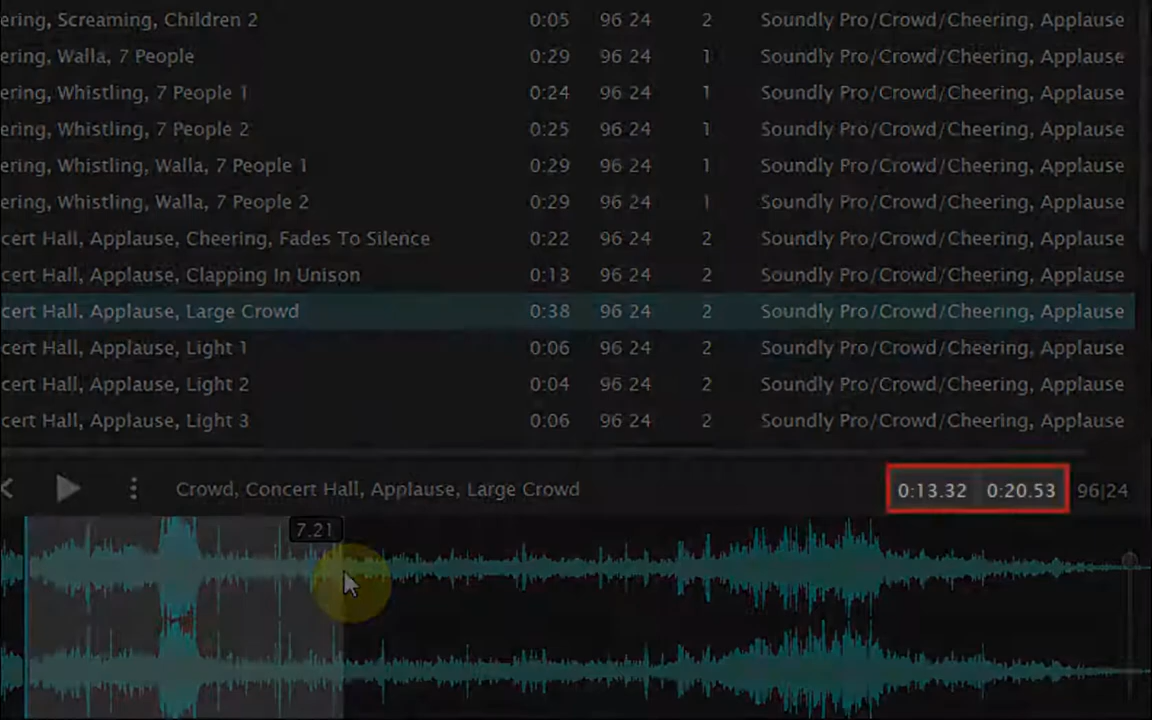 ering, Screaming, Children 2 0:05 96 24 2 Soundly Pro/Crowd/Cheering, Applause
ering, Walla, 7 People 0:29 96 24 1 Soundly Pro/Crowd/Cheering, Applause
ering, Whistling, 7 People 1 0:24 96 24 1 Soundly Pro/Crowd/Cheering, Applause
ering, Whistling, 7 People 2 0:25 96 24 1 Soundly Pro/Crowd/Cheering, Applause
ering, Whistling, Walla, 7 People 1 0:29 96 24 1 Soundly Pro/Crowd/Cheering, Applause
ering, Whistling, Walla, 7 People 2 0:29 96 24 1 Soundly Pro/Crowd/Cheering, Applause
cert Hall, Applause, Cheering, Fades To Silence 0:22 96 24 2 Soundly Pro/Crowd/Cheering, Applause
cert Hall, Applause, Clapping In Unison 0:13 96 24 2 Soundly Pro/Crowd/Cheering, Applause
cert Hall, Applause, Large Crowd 0:38 96 24 2 Soundly Pro/Crowd/Cheering, Applause
cert Hall, Applause, Light 1 0:06 96 24 2 Soundly Pro/Crowd/Cheering, Applause
cert Hall, Applause, Light 2 0:04 96 24 2 Soundly Pro/Crowd/Cheering, Applause
cert Hall, Applause, Light 3 0:06 96 24 2 Soundly Pro/Crowd/Cheering, Applause
Crowd, Concert Hall, Applause, Large Crowd 0:13.32 0:20.53 96|24
7.21